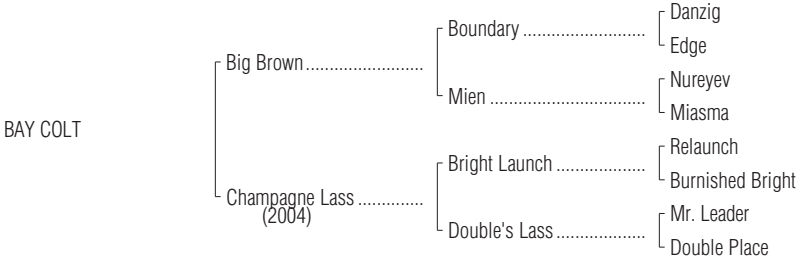 Danzig
Boundary ........................
Edge
Big Brown........................
Nureyev
Mien ................................
Miasma
BAY COLT
Relaunch
Bright Launch ..................
Burnished Bright
Champagne Lass .............
(2004)
Mr. Leader
Double's Lass ..................
Double Place